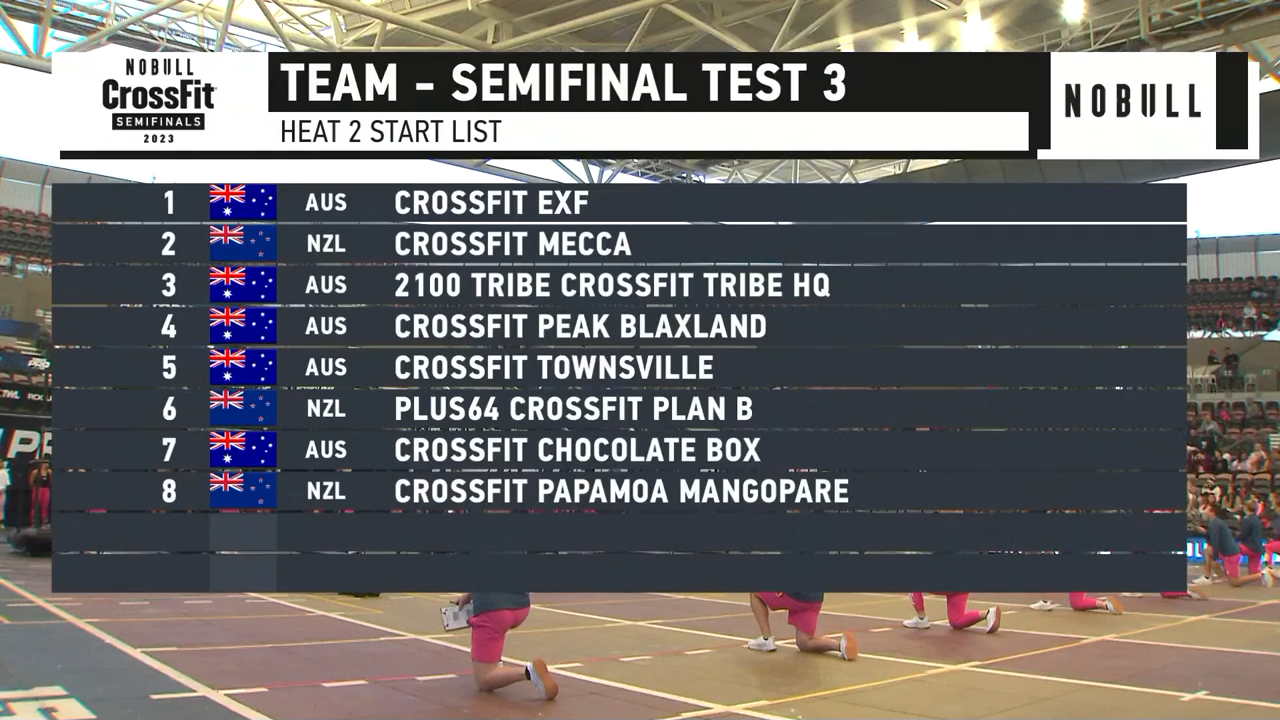 NOBULL
CrossFit
SEMIFINALS
2023
TEAM - SEMIFINAL TEST 3
HEAT 2 START LIST
NOBULL
1 AUS CROSSFIT EXF
2 NZL CROSSFIT MECCA
3 AUS 2100 TRIBE CROSSFIT TRIBE HQ
4 AUS CROSSFIT PEAK BLAXLAND
5 AUS CROSSFIT TOWNSVILLE
6 NZL PLUS64 CROSSFIT PLAN B
7 AUS CROSSFIT CHOCOLATE BOX
8 NZL CROSSFIT PAPAMOA MANGOPARE